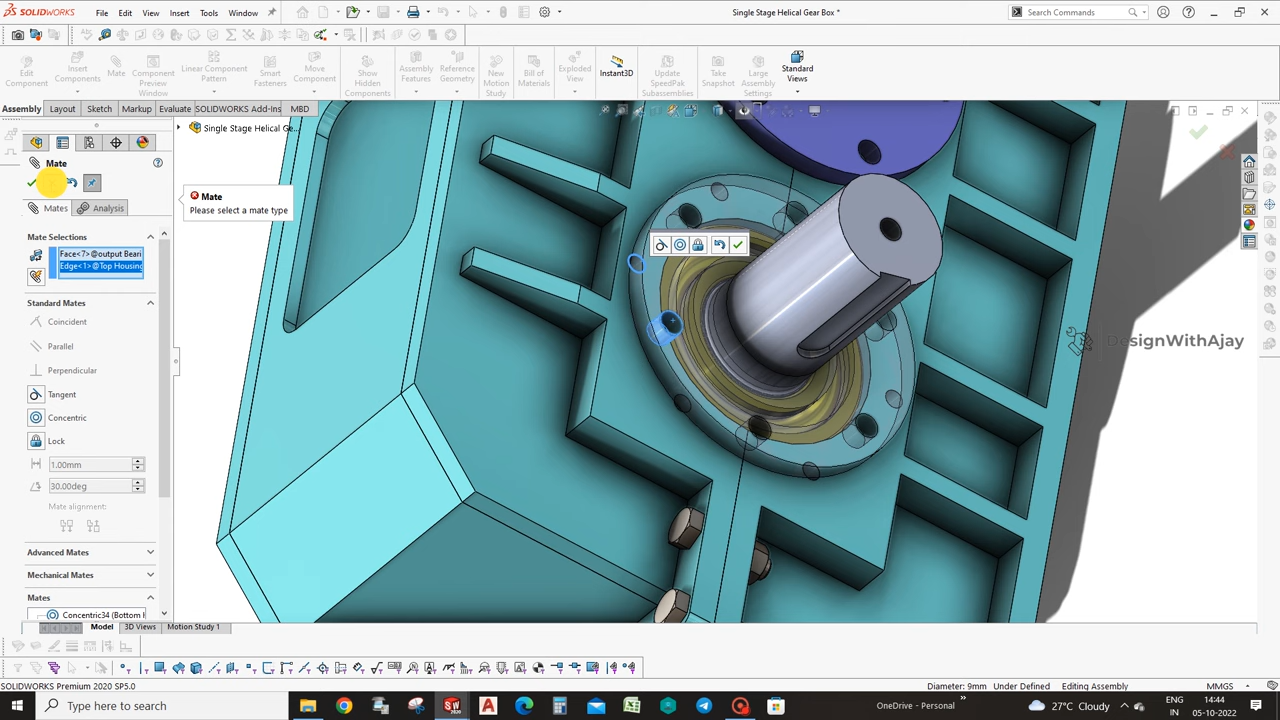 SOLIDWORKS File Edit View Insert Tools Window Single Stage Helical Gear Box * Search Commands
Edit Component
Insert Components
Mate
Component Preview Window
Linear Component Pattern
Smart Fasteners
Move Component
Show Hidden Components
Assembly Features
Reference Geometry
New Motion Study
Bill of Materials
Exploded View
Instant3D
Update SpeedPak Subassemblies
Take Snapshot
Large Assembly Settings
Standard Views
Assembly Layout Sketch Markup Evaluate SOLIDWORKS Add-Ins MBD
Single Stage Helical Ge...
Mate
Mates Analysis
Mate
Please select a mate type
Mate Selections
Face<7>@output Beari
Edge<1>@Top Housing
Standard Mates
Coincident
Parallel
Perpendicular
Tangent
Concentric
Lock
1.00mm
30.00deg
Mate alignment:
Advanced Mates
Mechanical Mates
Mates
Concentric34 (Bottom H
DesignWithAjay
Model 3D Views Motion Study 1
SOLIDWORKS Premium 2020 SP5.0 Diameter: 9mm Under Defined Editing Assembly MMGS
Type here to search
OneDrive - Personal
27°C Cloudy
ENG
IN
14:44
05-10-2022